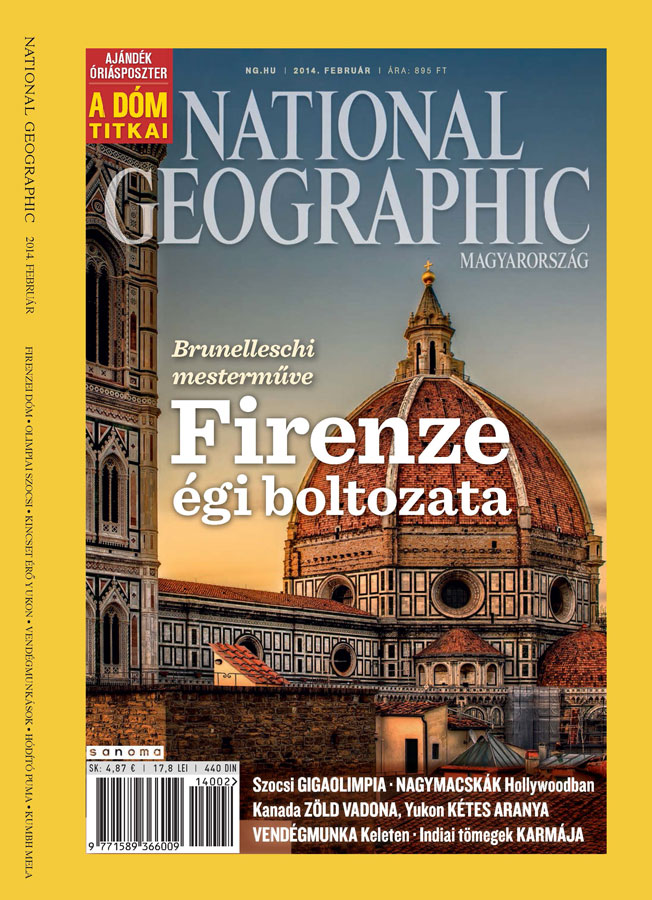 NATIONAL GEOGRAPHIC 2014. FEBRUÁR FIRENZEI DÓM • OLIMPIAI SZOCSI • KINCSET ÉRŐ YUKON • VENDÉGMUNKÁSOK • HÓDÍTÓ PUMA • KUMBH MELA
AJÁNDÉK
ÓRIÁSPOSZTER
A DÓM
TITKAI
NG.HU | 2014. FEBRUÁR | ÁRA: 895 FT
NATIONAL
GEOGRAPHIC
MAGYARORSZÁG
Brunelleschi
mesterműve
Firenze
égi boltozata
sanoma
SK: 4,87 € | 17,8 LEI | 440 DIN
14002>
9 771589 366009
Szocsi GIGAOLIMPIA · NAGYMACSKÁK Hollywoodban
Kanada ZÖLD VADONA, Yukon KÉTES ARANYA
VENDÉGMUNKA Keleten · Indiai tömegek KARMÁJA